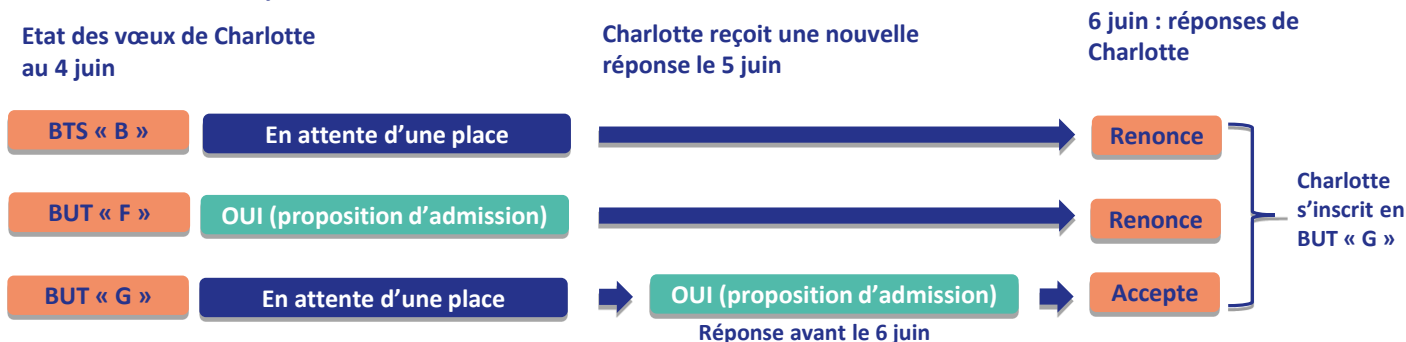 Etat des vœux de Charlotte
au 4 juin
Charlotte reçoit une nouvelle
réponse le 5 juin
6 juin : réponses de
Charlotte
BTS « B »
En attente d’une place
Renonce
BUT « F »
OUI (proposition d’admission)
Renonce
BUT « G »
En attente d’une place
OUI (proposition d’admission)
Accepte
Réponse avant le 6 juin
Charlotte
s’inscrit en
BUT « G »